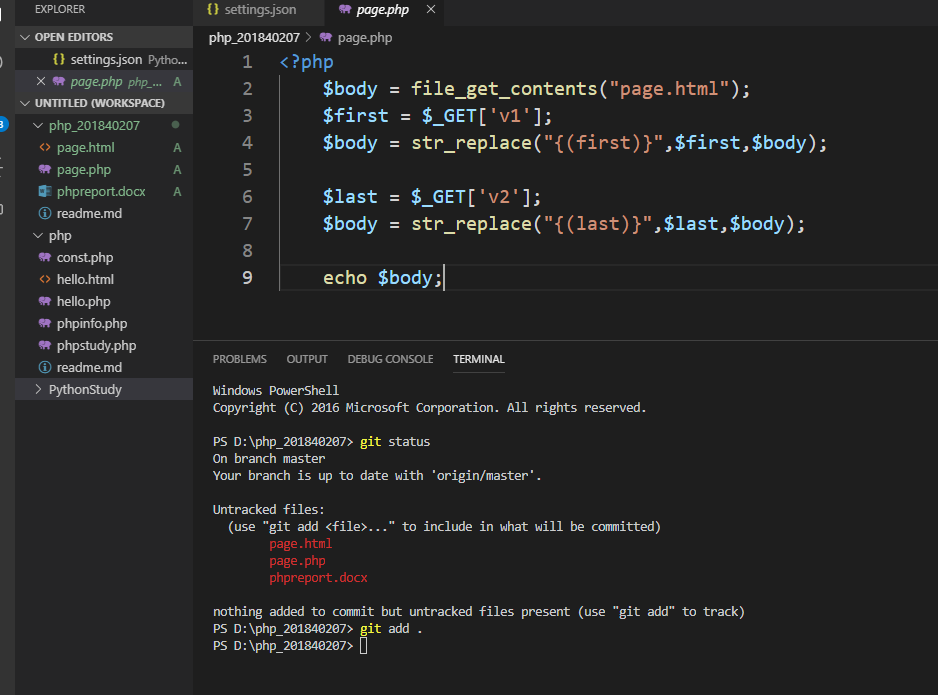 EXPLORER
OPEN EDITORS
{} settings.json Pytho...
page.php php_... A
UNTITLED (WORKSPACE)
php_201840207
<> page.html A
page.php A
phpreport.docx A
readme.md
php
const.php
<> hello.html
hello.php
phpinfo.php
phpstudy.php
readme.md
PythonStudy
{} settings.json
page.php
php_201840207 > page.php
1 <?php
2 $body = file_get_contents("page.html");
3 $first = $_GET['v1'];
4 $body = str_replace("{(first)}",$first,$body);
5
6 $last = $_GET['v2'];
7 $body = str_replace("{(last)}",$last,$body);
8
9 echo $body;
PROBLEMS OUTPUT DEBUG CONSOLE TERMINAL
Windows PowerShell
Copyright (C) 2016 Microsoft Corporation. All rights reserved.
PS D:\php_201840207> git status
On branch master
Your branch is up to date with 'origin/master'.
Untracked files:
(use "git add <file>..." to include in what will be committed)
page.html
page.php
phpreport.docx
nothing added to commit but untracked files present (use "git add" to track)
PS D:\php_201840207> git add .
PS D:\php_201840207>